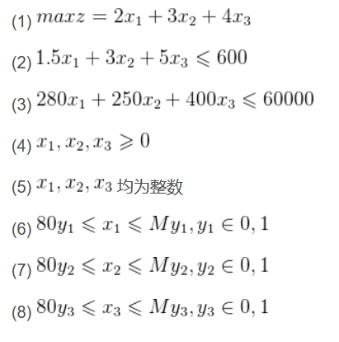 (1) maxz = 2x₁ + 3x₂ + 4x₃
(2) 1.5x₁ + 3x₂ + 5x₃ ⩽ 600
(3) 280x₁ + 250x₂ + 400x₃ ⩽ 60000
(4) x₁, x₂, x₃ ⩾ 0
(5) x₁, x₂, x₃ 均为整数
(6) 80y₁ ⩽ x₁ ⩽ My₁, y₁ ∈ 0, 1
(7) 80y₂ ⩽ x₂ ⩽ My₂, y₂ ∈ 0, 1
(8) 80y₃ ⩽ x₃ ⩽ My₃, y₃ ∈ 0, 1